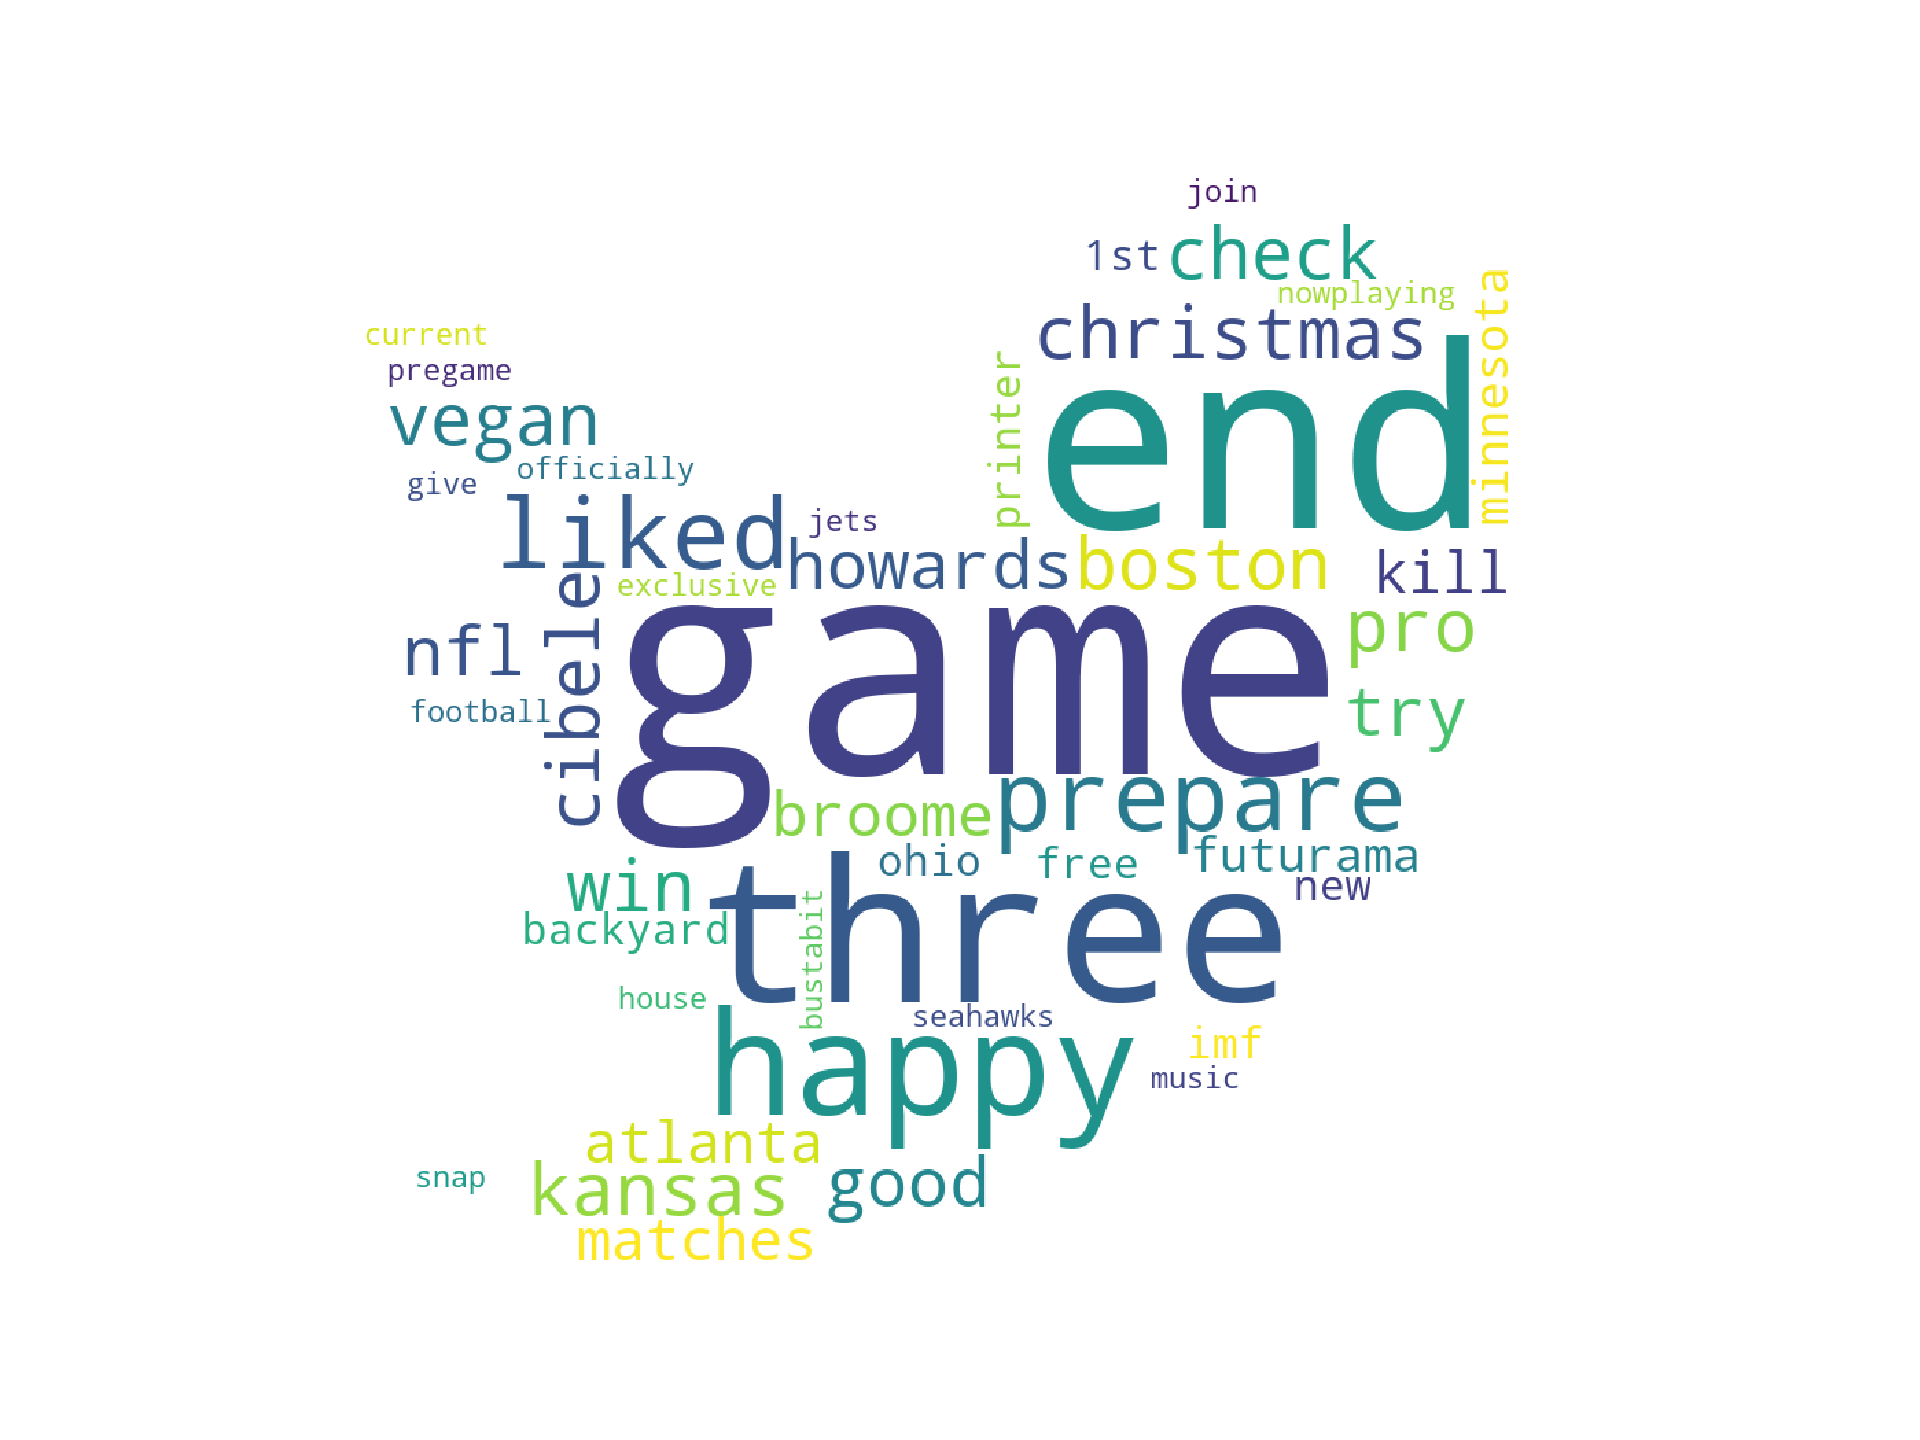 join
1st
check
nowplaying
christmas
minnesota
current
pregame
vegan
end
printer
officially
give
liked
jets
howards
boston
kill
exclusive
cibele
game
nfl
pro
football
try
prepare
broome
ohio
free
futurama
win
new
backyard
three
bustabit
house
seahawks
happy
imf
music
atlanta
snap
kansas
good
matches